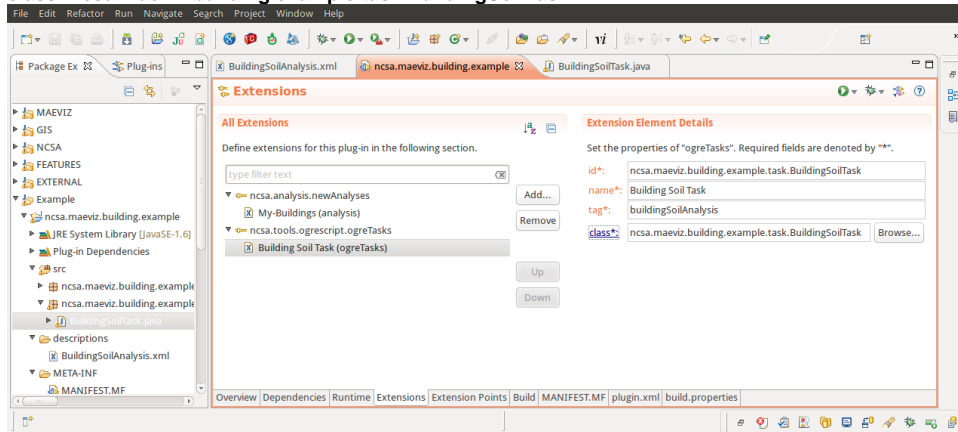 File Edit Refactor Run Navigate Search Project Window Help
Package Ex Plug-ins
BuildingSoilAnalysis.xml ncsa.maeviz.building.example BuildingSoilTask.java
Extensions
MAEVIZ
GIS
NCSA
FEATURES
EXTERNAL
Example
ncsa.maeviz.building.example
JRE System Library [JavaSE-1.6]
Plug-in Dependencies
src
ncsa.maeviz.building.example
ncsa.maeviz.building.example
BuildingSoilTask.java
descriptions
BuildingSoilAnalysis.xml
META-INF
MANIFEST.MF
All Extensions
Define extensions for this plug-in in the following section.
type filter text
ncsa.analysis.newAnalyses
My-Buildings (analysis)
ncsa.tools.ogrescript.ogreTasks
Building Soil Task (ogreTasks)
Add...
Remove
Up
Down
Extension Element Details
Set the properties of "ogreTasks". Required fields are denoted by "*".
id*: ncsa.maeviz.building.example.task.BuildingSoilTask
name*: Building Soil Task
tag*: buildingSoilAnalysis
class*: ncsa.maeviz.building.example.task.BuildingSoilTask Browse...
Overview Dependencies Runtime Extensions Extension Points Build MANIFEST.MF plugin.xml build.properties